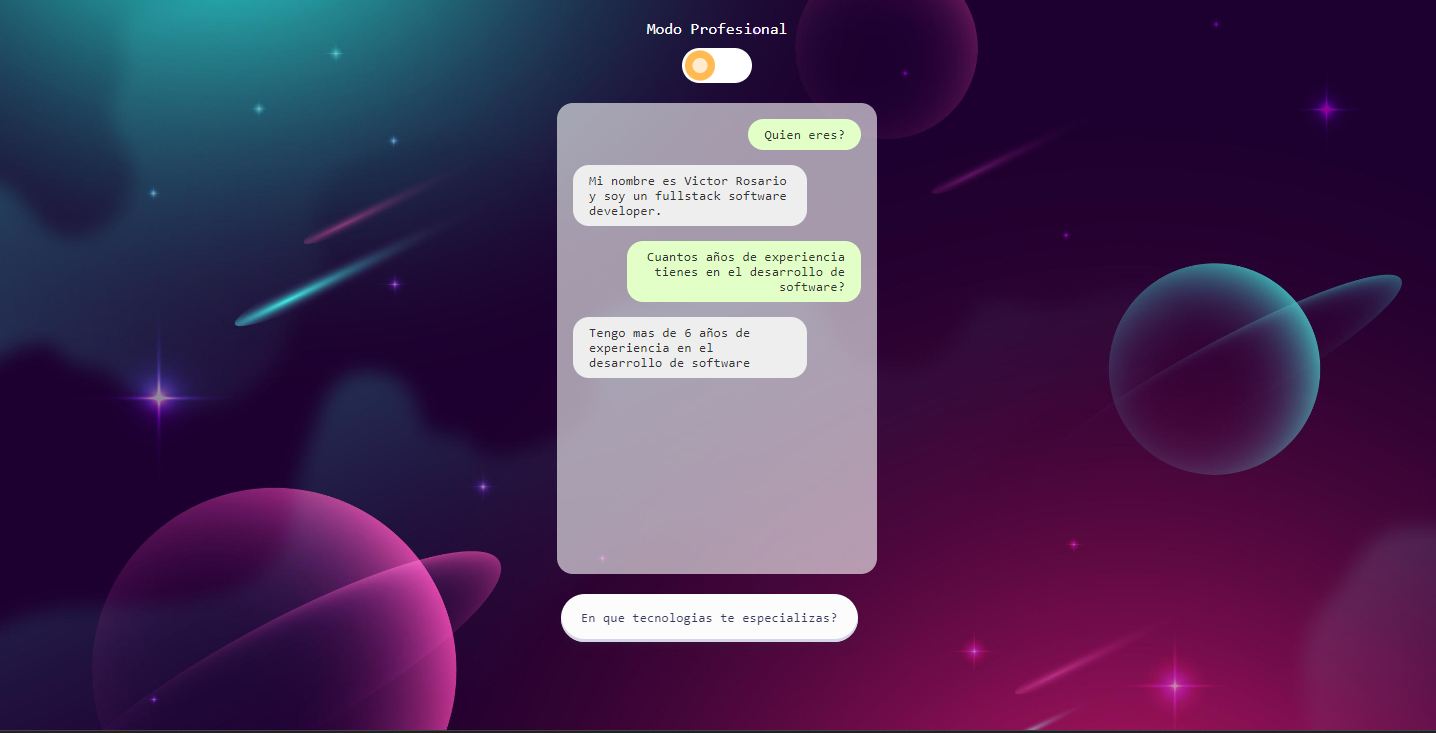 Modo Profesional
Quien eres?
Mi nombre es Victor Rosario
y soy un fullstack software
developer.
Cuantos años de experiencia
tienes en el desarrollo de
software?
Tengo mas de 6 años de
experiencia en el
desarrollo de software
En que tecnologias te especializas?